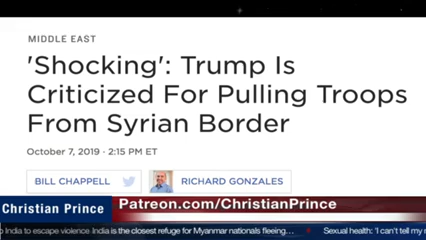 MIDDLE EAST
'Shocking': Trump Is
Criticized For Pulling Troops
From Syrian Border
October 7, 2019 · 2:15 PM ET
BILL CHAPPELL
RICHARD GONZALES
Christian Prince
Patreon.com/ChristianPrince
o India to escape violence India is the closest refuge for Myanmar nationals fleeing…
Sexual health: 'I can't tell my